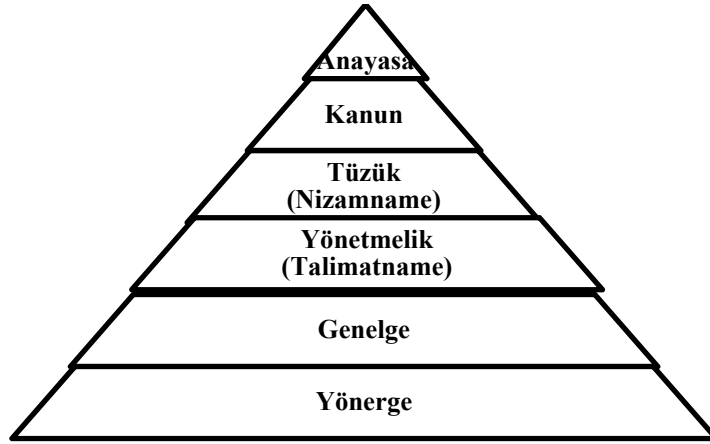 Anayasa
Kanun
Tüzük
(Nizamname)
Yönetmelik
(Talimatname)
Genelge
Yönerge